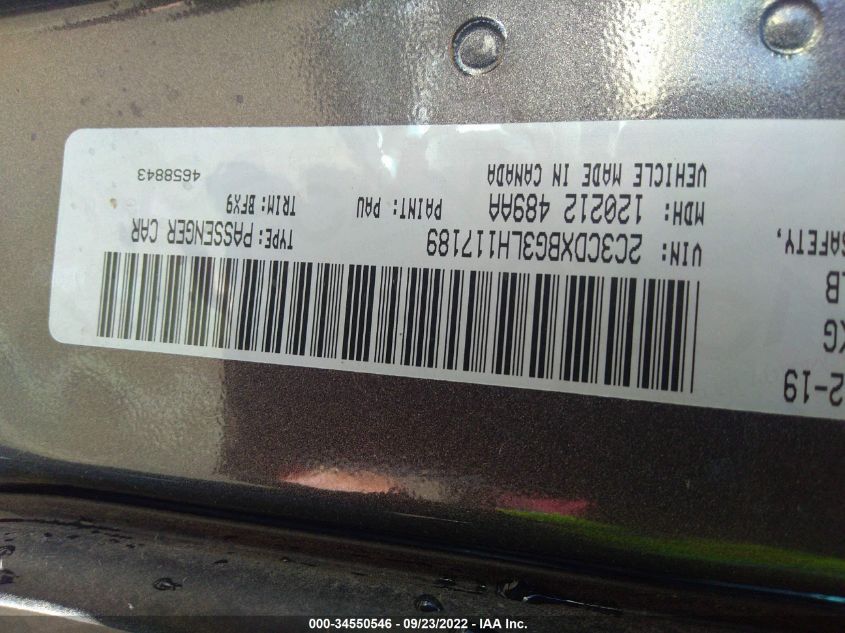 2-19
KG
LB
SAFETY,
VIN: 2C3CDXBG3LH117189 TYPE: PASSENGER CAR
MDH: 120212 489AA PAINT: PAU TRIM: BFX9
VEHICLE MADE IN CANADA 4658843
000-34550546 - 09/23/2022 - IAA Inc.